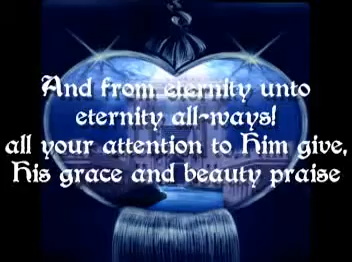 And from eternity unto
eternity all-ways!
all your attention to Him give,
His grace and beauty praise